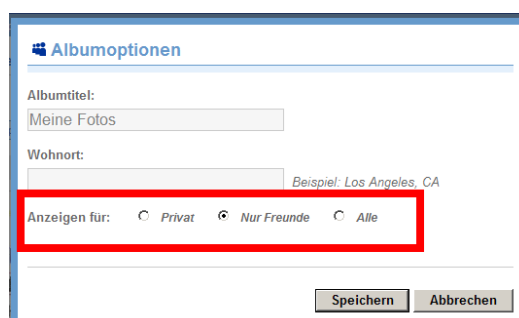 Albumoptionen
Albumtitel:
Meine Fotos
Wohnort:
Beispiel: Los Angeles, CA
Anzeigen für: Privat Nur Freunde Alle
Speichern Abbrechen